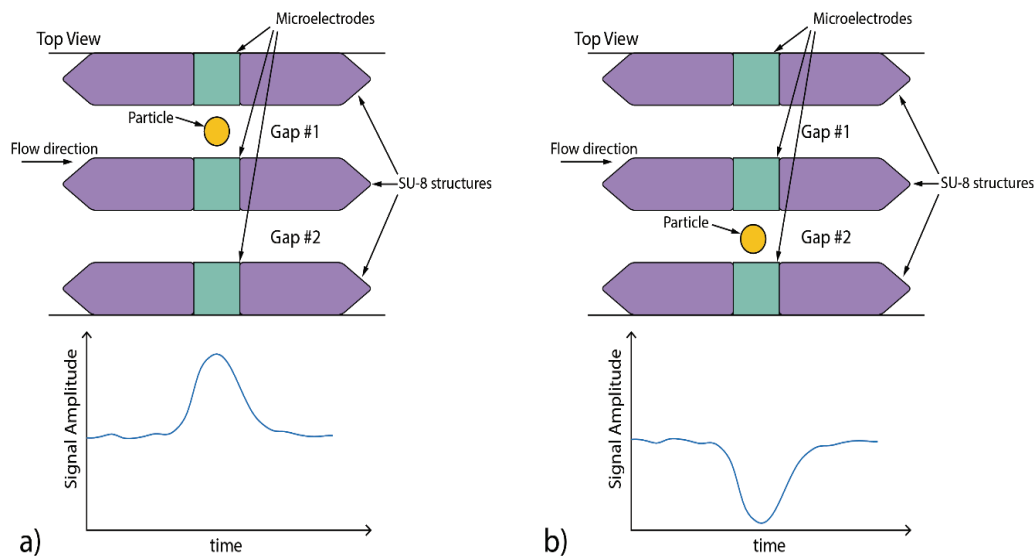 Microelectrodes
Top View
Particle
Gap #1
Flow direction
SU-8 structures
Gap #2
Signal Amplitude
time
a)
Microelectrodes
Top View
Gap #1
Flow direction
SU-8 structures
Particle
Gap #2
Signal Amplitude
time
b)